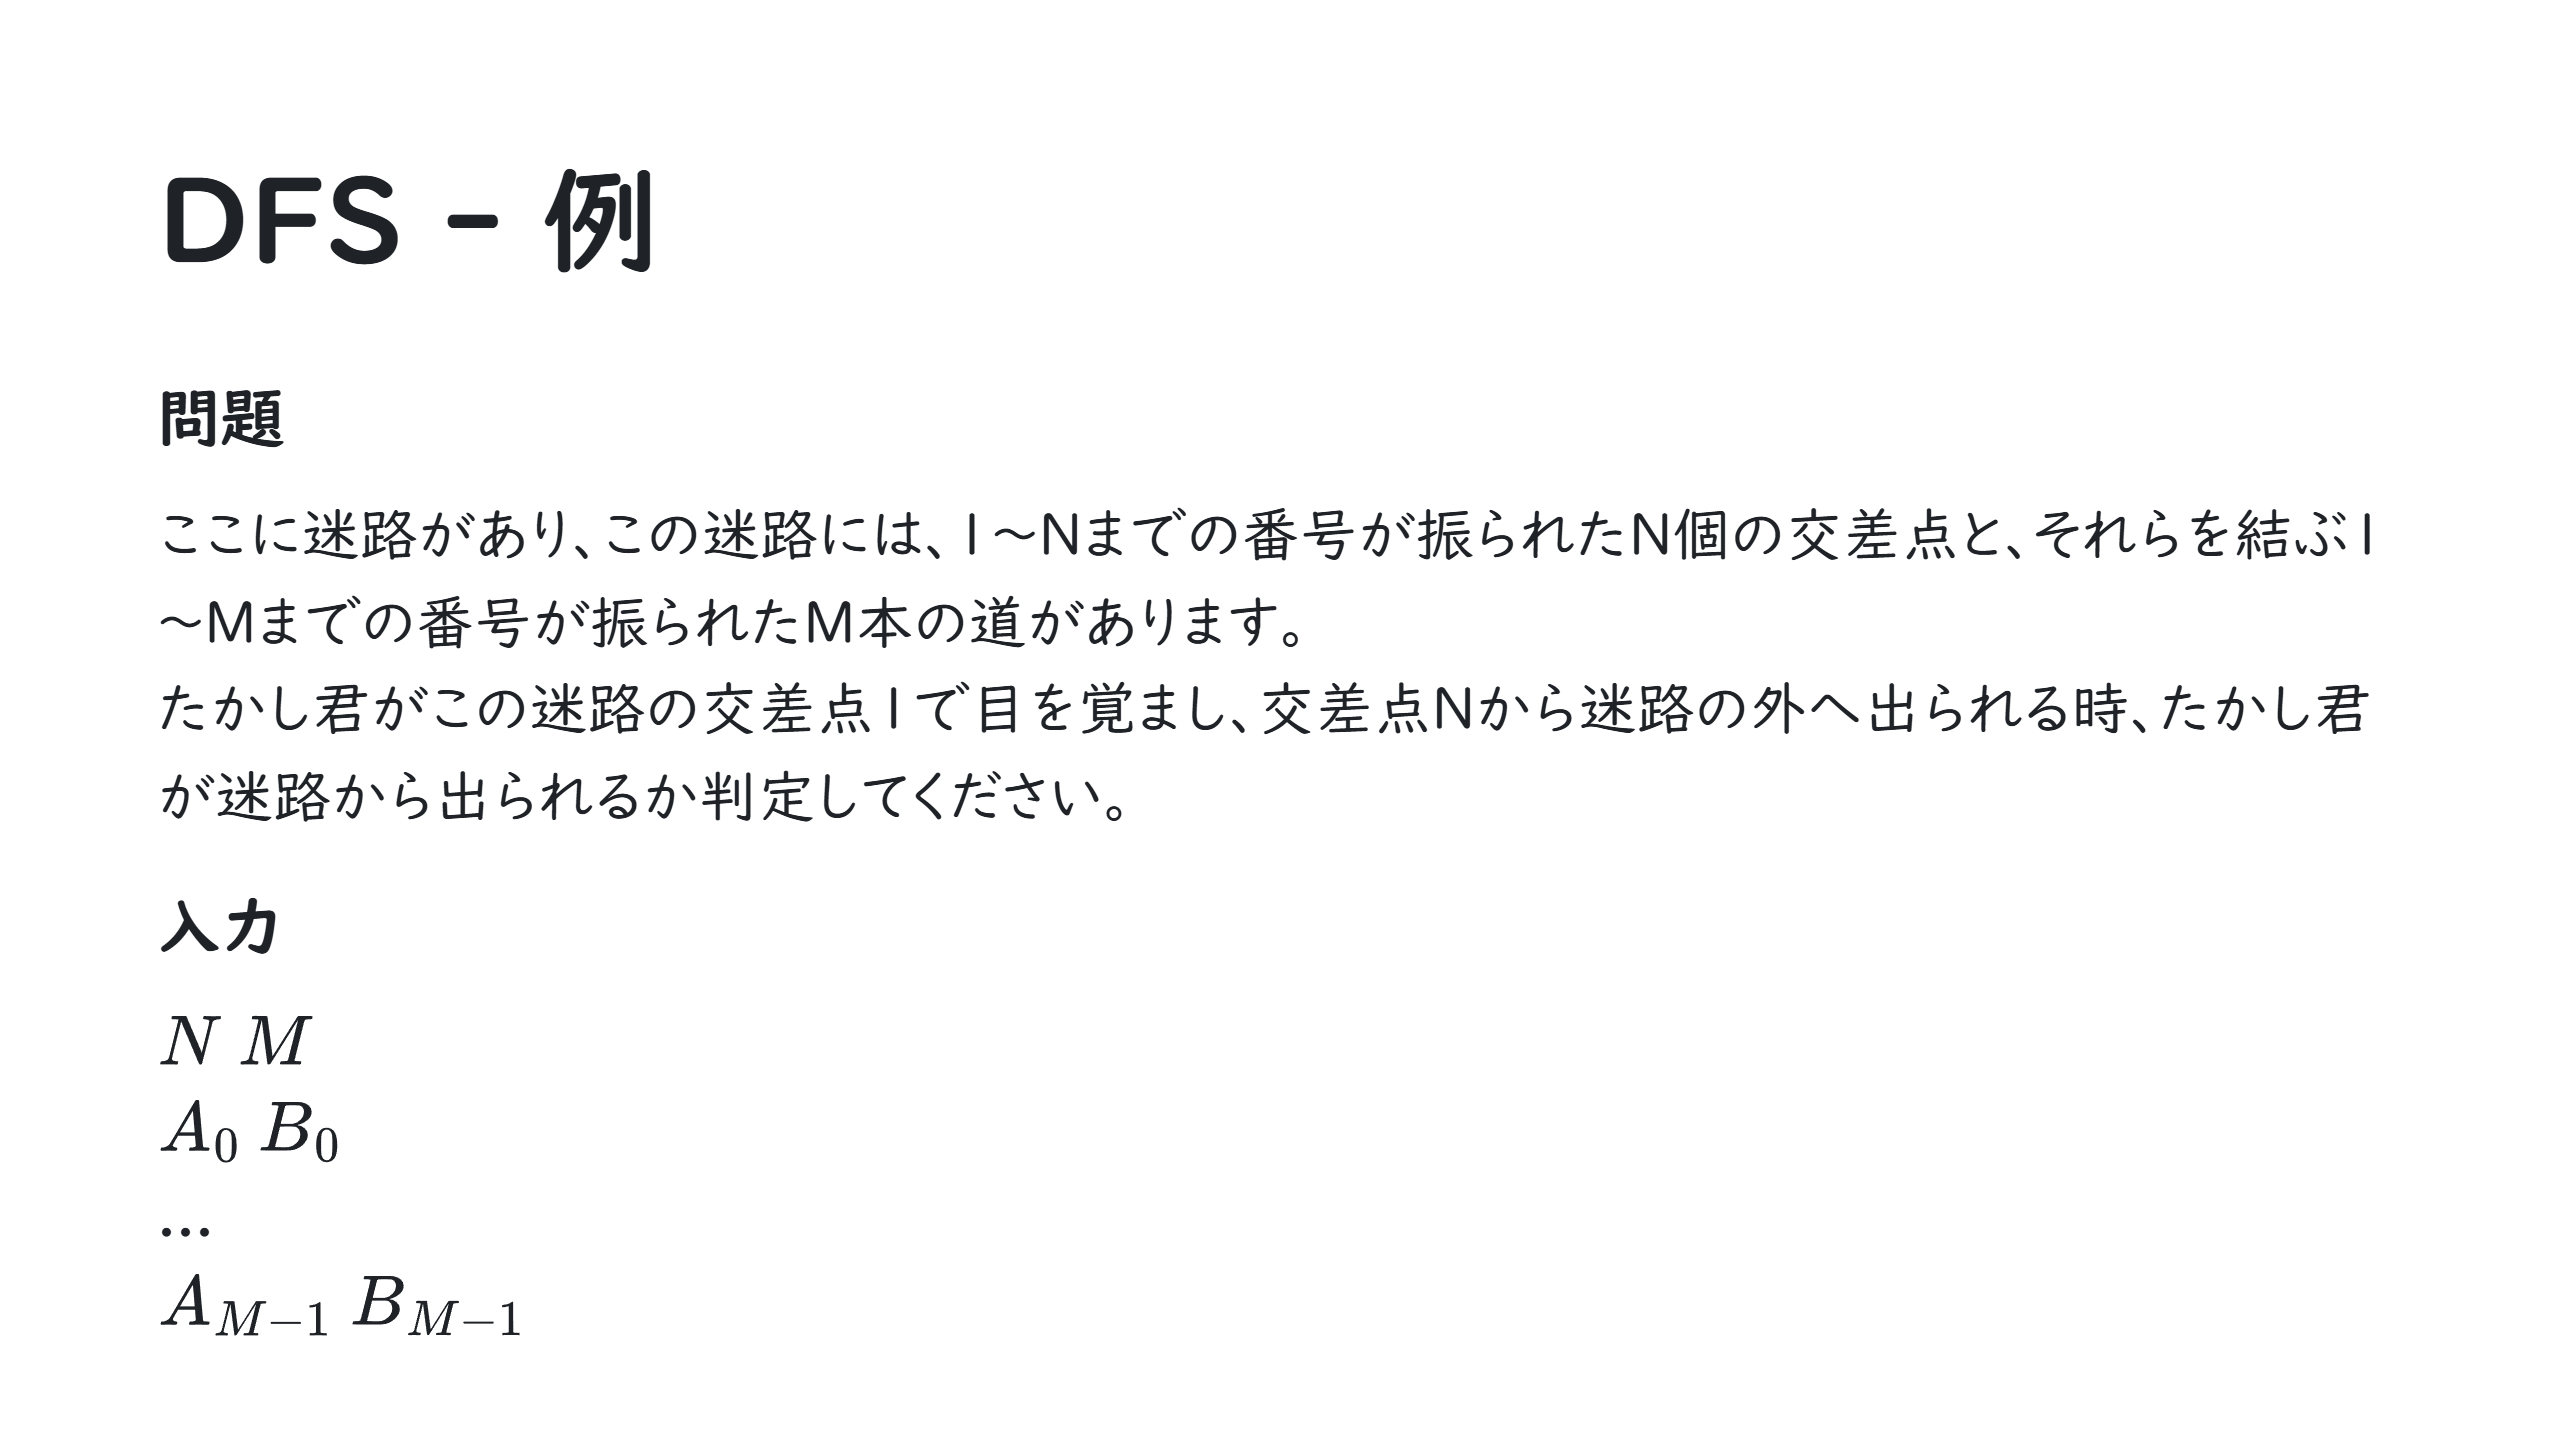 DFS - 例
問題
ここに迷路があり、この迷路には、1～Nまでの番号が振られたN個の交差点と、それらを結ぶ1
～Mまでの番号が振られたM本の道があります。
たかし君がこの迷路の交差点1で目を覚まし、交差点Nから迷路の外へ出られる時、たかし君
が迷路から出られるか判定してください。
入力
N M
A_0 B_0
...
A_{M-1} B_{M-1}